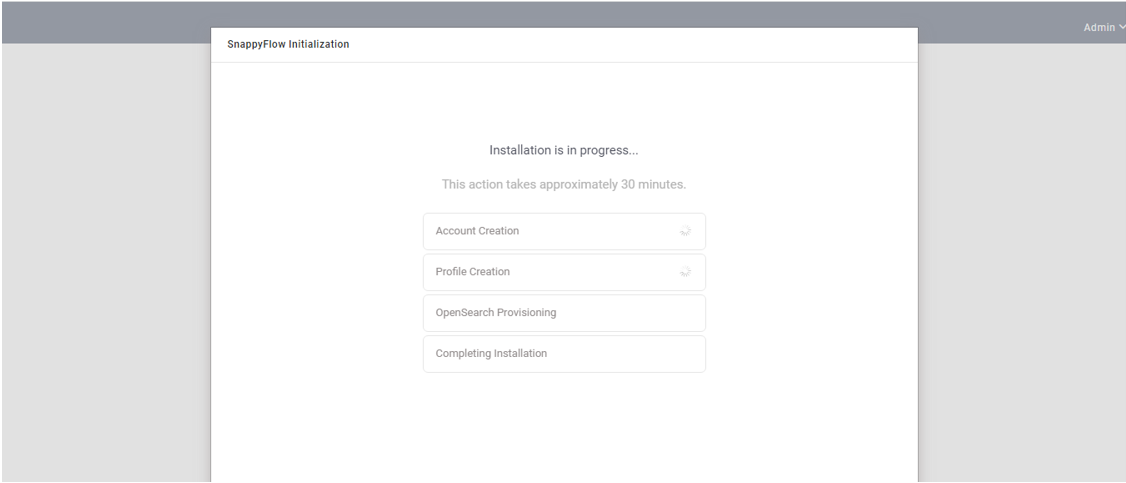 Admin
SnappyFlow Initialization
Installation is in progress...
This action takes approximately 30 minutes.
Account Creation
Profile Creation
OpenSearch Provisioning
Completing Installation